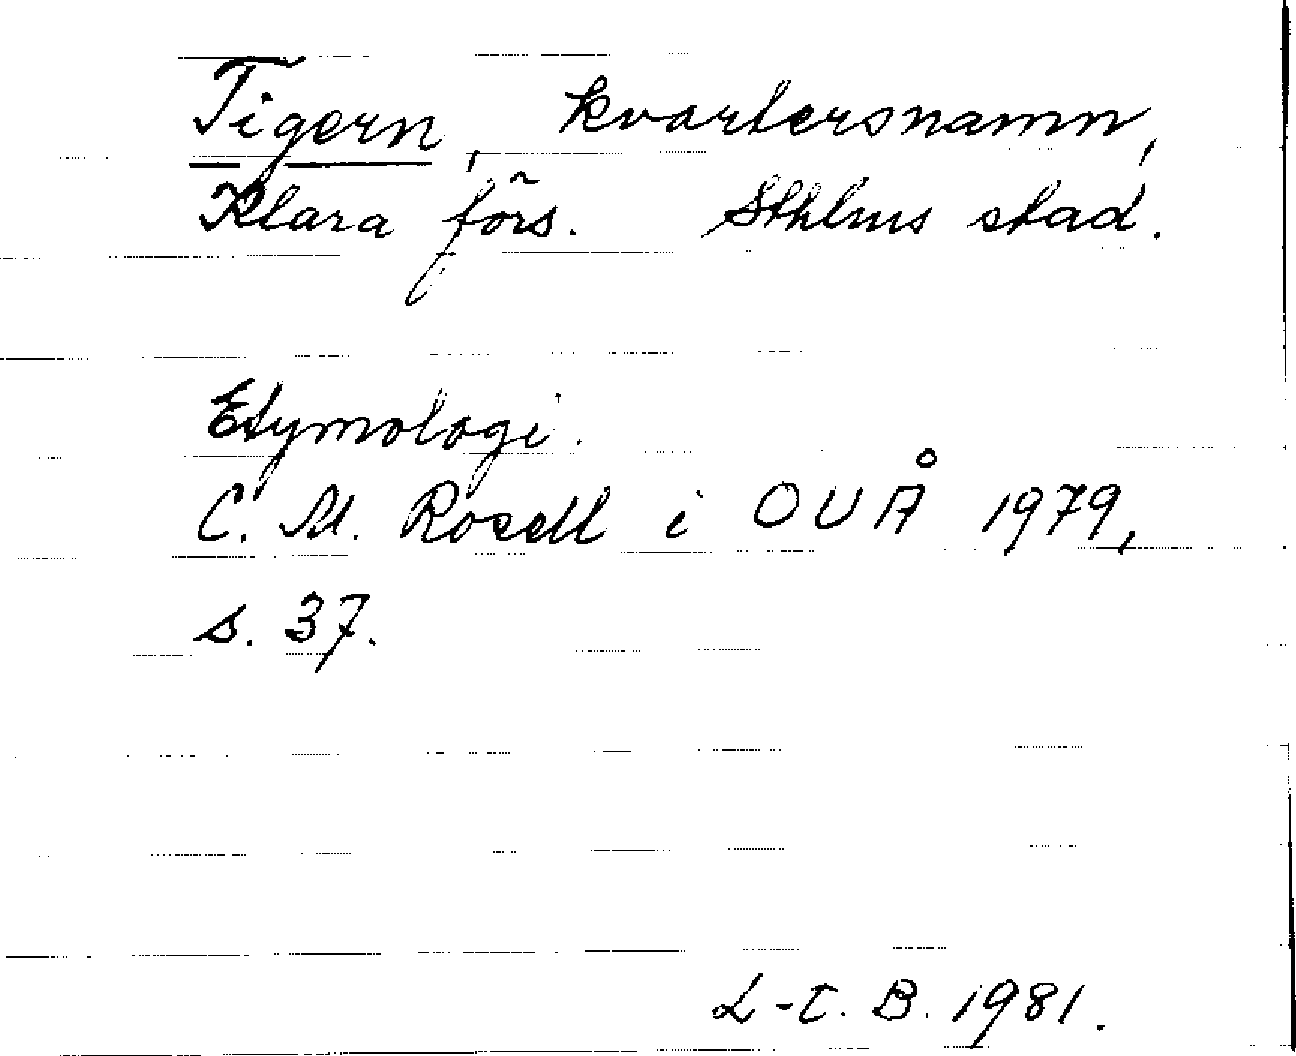 Tigern, kvartersnamn,
Klara förs. Sthlms stad.
Etymologi.
C. M. Rosell i OUÅ 1979,
s. 37.
L-C. B. 1981.